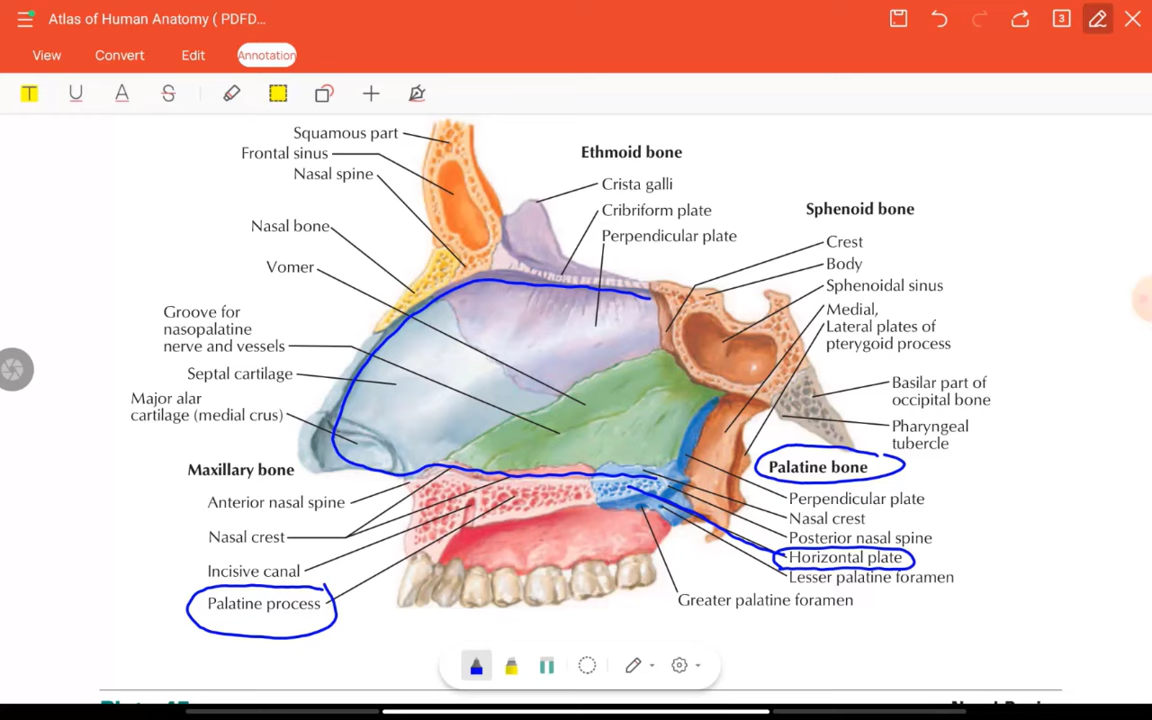 Atlas of Human Anatomy ( PDFD...
3
View Convert Edit Annotation
T U A S
Squamous part
Frontal sinus
Nasal spine
Nasal bone
Vomer
Groove for
nasopalatine
nerve and vessels
Septal cartilage
Major alar
cartilage (medial crus)
Maxillary bone
Anterior nasal spine
Nasal crest
Incisive canal
Palatine process
Ethmoid bone
Crista galli
Cribriform plate
Perpendicular plate
Sphenoid bone
Crest
Body
Sphenoidal sinus
Medial,
Lateral plates of
pterygoid process
Basilar part of
occipital bone
Pharyngeal
tubercle
Palatine bone
Perpendicular plate
Nasal crest
Posterior nasal spine
Horizontal plate
Lesser palatine foramen
Greater palatine foramen